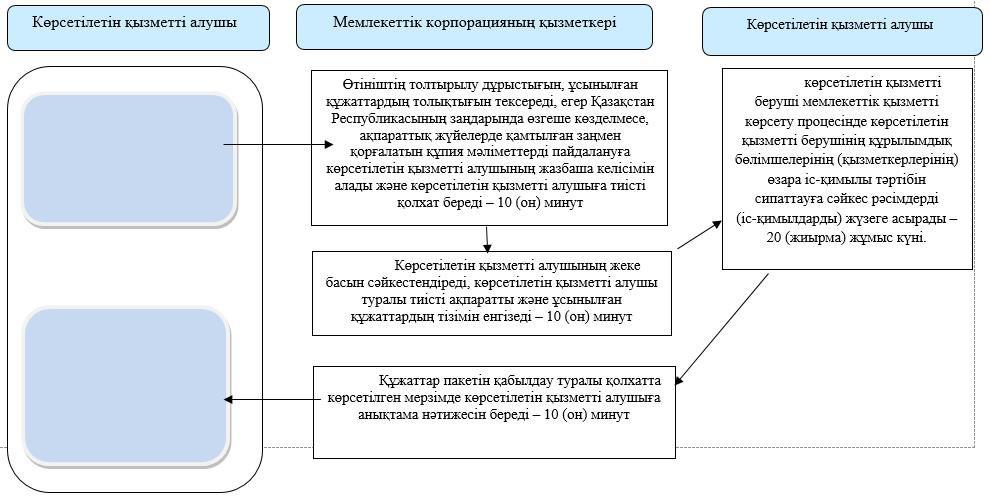 Көрсетілетін қызметті алушы
Мемлекеттік корпорацияның қызметкері
Көрсетілетін қызметті алушы
Өтініштің толтырылу дұрыстығын, ұсынылған
құжаттардың толықтығын тексереді, егер Қазақстан
Республикасының заңдарында өзгеше көзделмесе,
ақпараттық жүйелерде қамтылған заңмен
қорғалатын құпия мәліметтерді пайдалануға
көрсетілетін қызметті алушының жазбаша келісімін
алады және көрсетілетін қызметті алушыға тиісті
қолхат береді – 10 (он) минут
Көрсетілетін қызметті алушының жеке
басын сәйкестендіреді, көрсетілетін қызметті алушы
туралы тиісті ақпаратты және ұсынылған
құжаттардың тізімін енгізеді – 10 (он) минут
көрсетілетін қызметті
беруші мемлекеттік қызметті
көрсету процесінде көрсетілетін
қызметті берушінің құрылымдық
бөлімшелерінің (қызметкерлерінің)
өзара іс-қимылы тәртібін
сипаттауға сәйкес рәсімдерді
(іс-қимылдарды) жүзеге асырады –
20 (жиырма) жұмыс күні.
Құжаттар пакетін қабылдау туралы қолхатта
көрсетілген мерзімде көрсетілетін қызметті алушыға
анықтама нәтижесін береді – 10 (он) минут